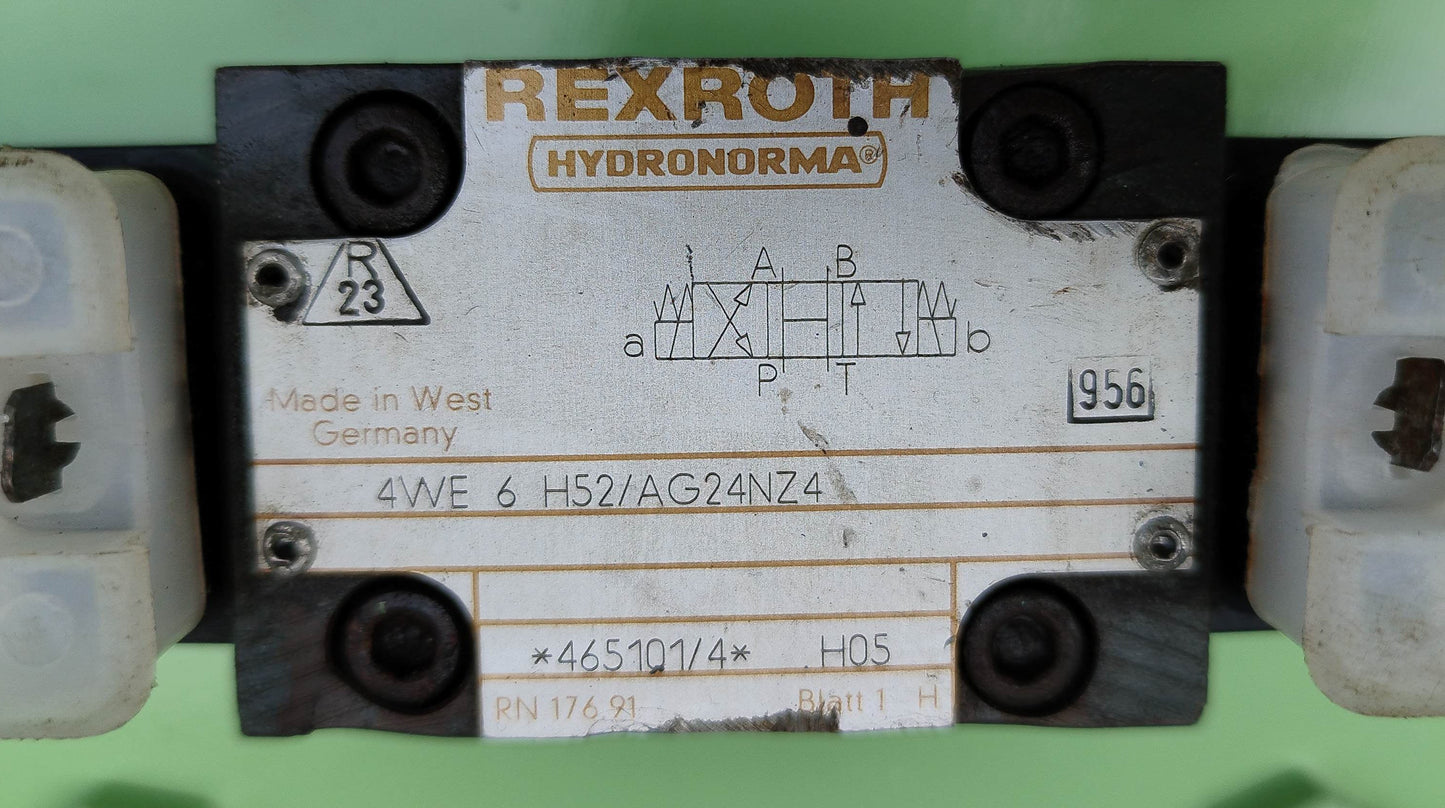 REXROTH
HYDRONORMA®
R
23
A B
a b
P T
956
Made in West
Germany
4WE 6 H52/AG24NZ4
*465101/4* H05
RN 176 91 Blatt 1 H